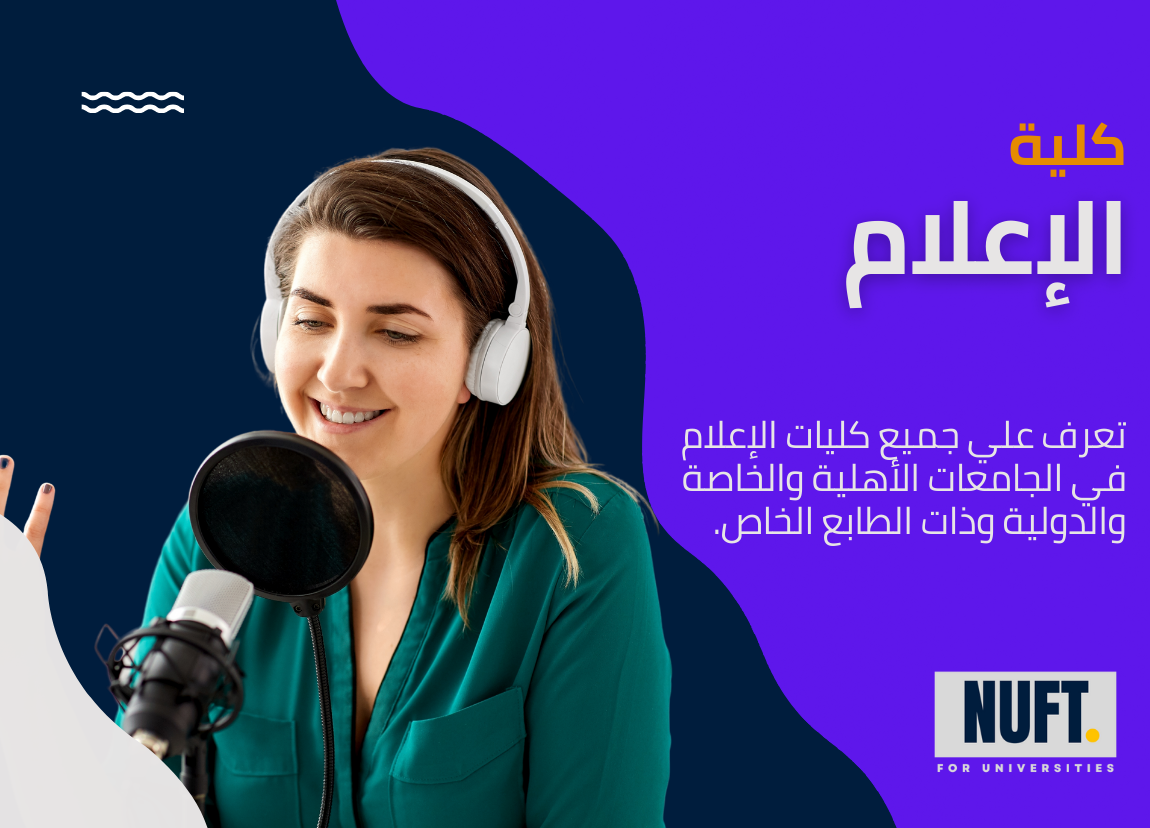 كلية
الإعلام
تعرف علي جميع كليات الإعلام
في الجامعات الأهلية والخاصة
والدولية وذات الطابع الخاص.
NUFT.
FOR UNIVERSITIES